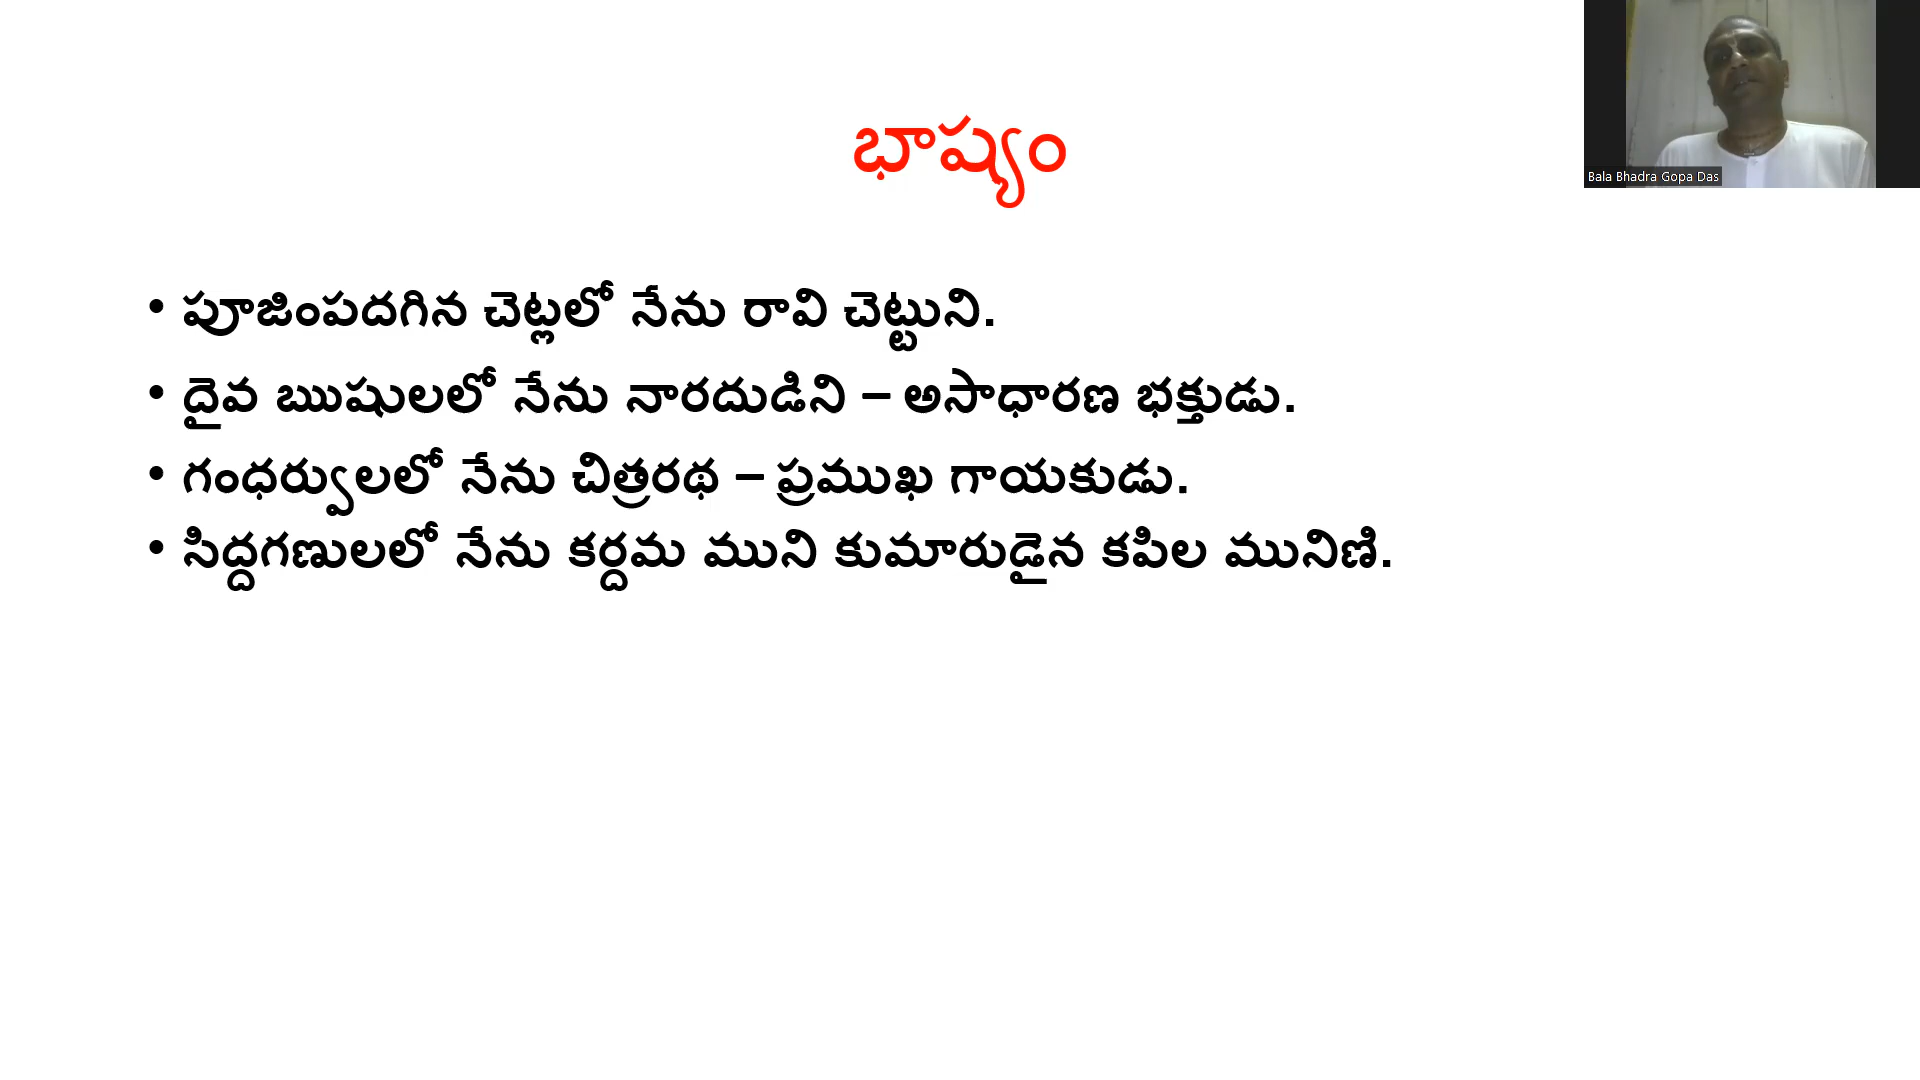 భాష్యం
• పూజింపదగిన చెట్లలో నేను రావి చెట్టుని.
• దైవ ఋషులలో నేను నారదుడిని – అసాధారణ భక్తుడు.
• గంధర్వులలో నేను చిత్రరథ – ప్రముఖ గాయకుడు.
• సిద్దగణులలో నేను కర్దమ ముని కుమారుడైన కపిల మునిణి.
Bala Bhadra Gopa Das